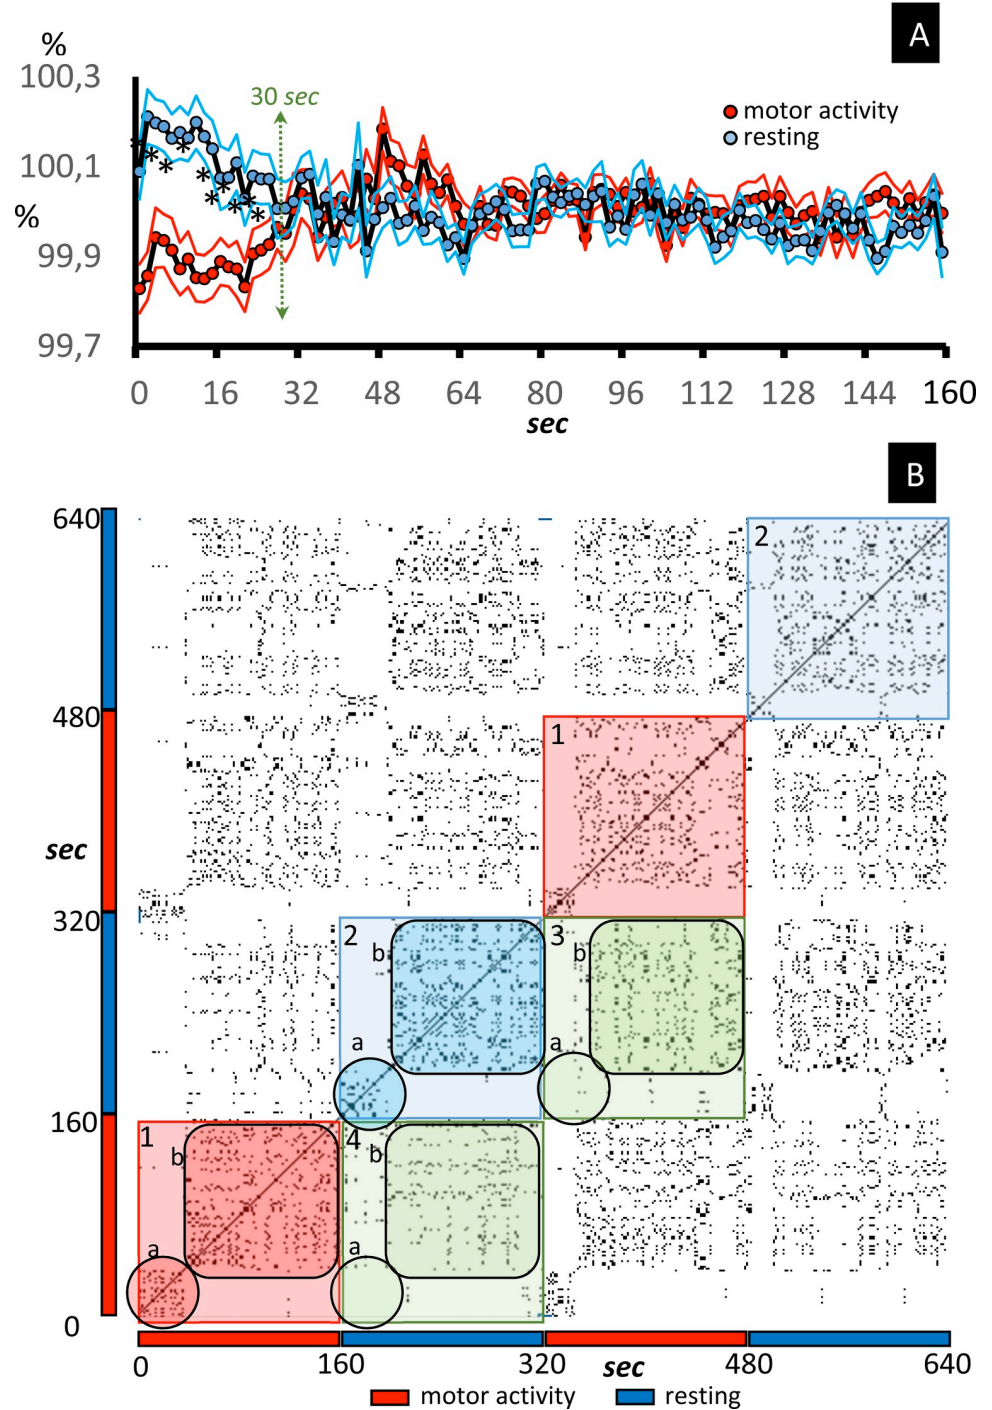 A
%
100,3
30 sec
motor activity
resting
100,1
%
99,9
99,7
* * * * * * * * * *
0 16 32 48 64 80 96 112 128 144 160
sec
B
640
2
480
1
sec
320
2 3
b b
a a
160
1 4
b b
a a
0
0 160 320 sec 480 640
motor activity resting